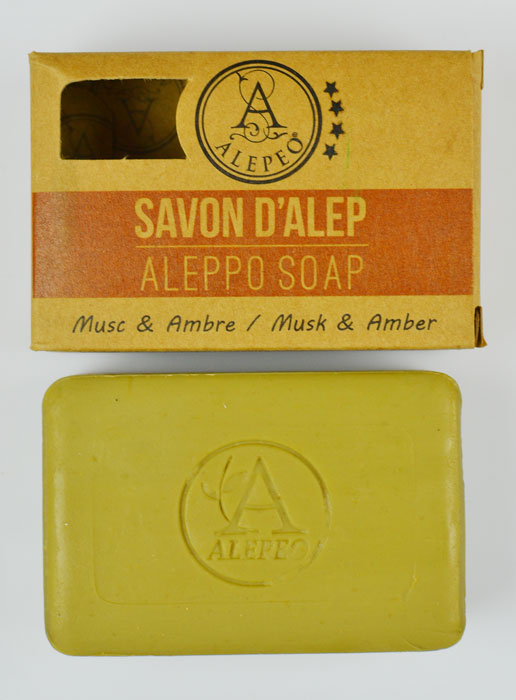 A
ALEPEO®
SAVON D'ALEP
ALEPPO SOAP
Musc & Ambre / Musk & Amber
A
ALEPEO